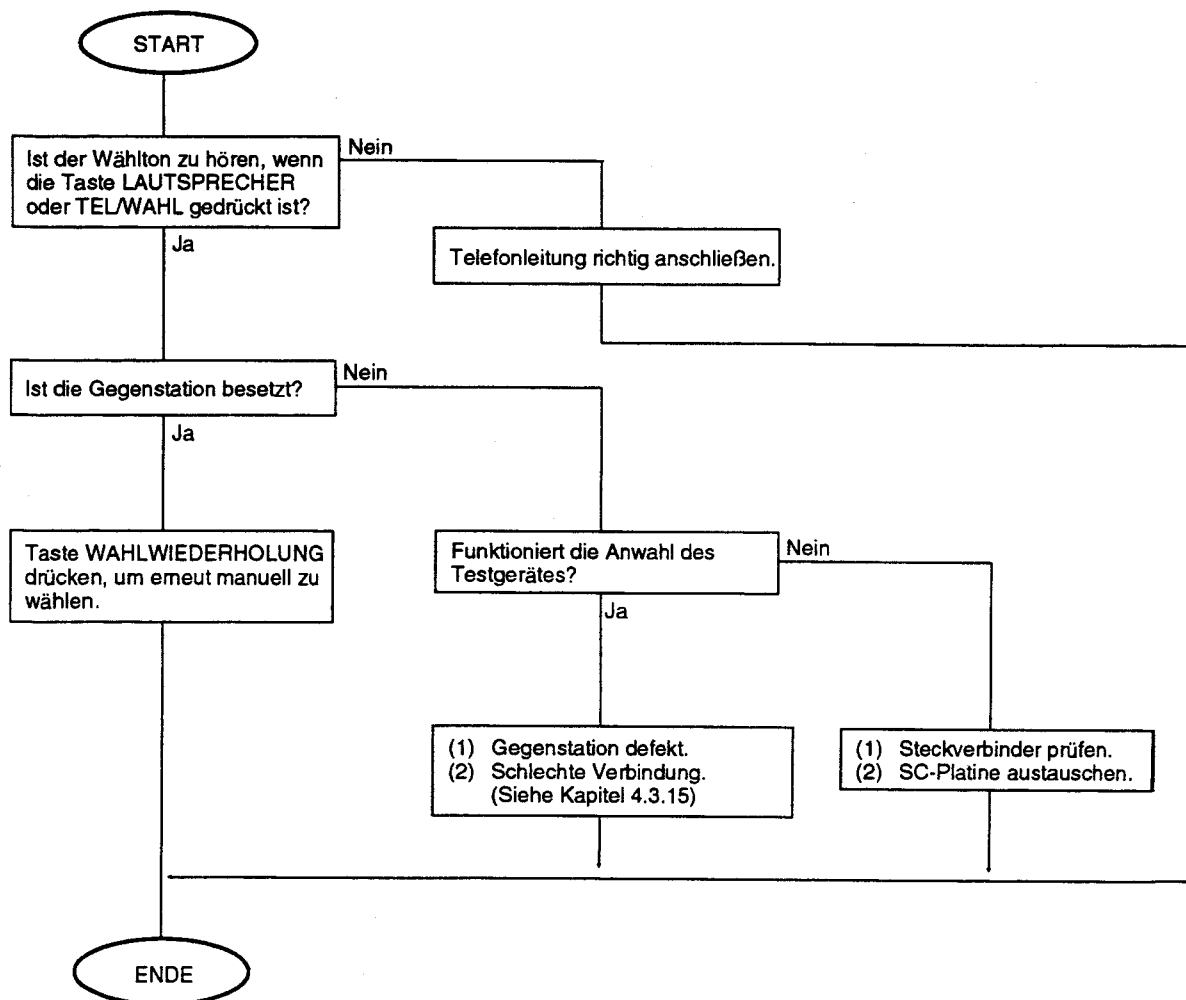 START
Ist der Wählton zu hören, wenn
die Taste LAUTSPRECHER
oder TEL/WAHL gedrückt ist?
Nein
Ja
Telefonleitung richtig anschließen.
Ist die Gegenstation besetzt?
Nein
Ja
Taste WAHLWIEDERHOLUNG
drücken, um erneut manuell zu
wählen.
Funktioniert die Anwahl des
Testgerätes?
Nein
Ja
(1) Gegenstation defekt.
(2) Schlechte Verbindung.
(Siehe Kapitel 4.3.15)
(1) Steckverbinder prüfen.
(2) SC-Platine austauschen.
ENDE